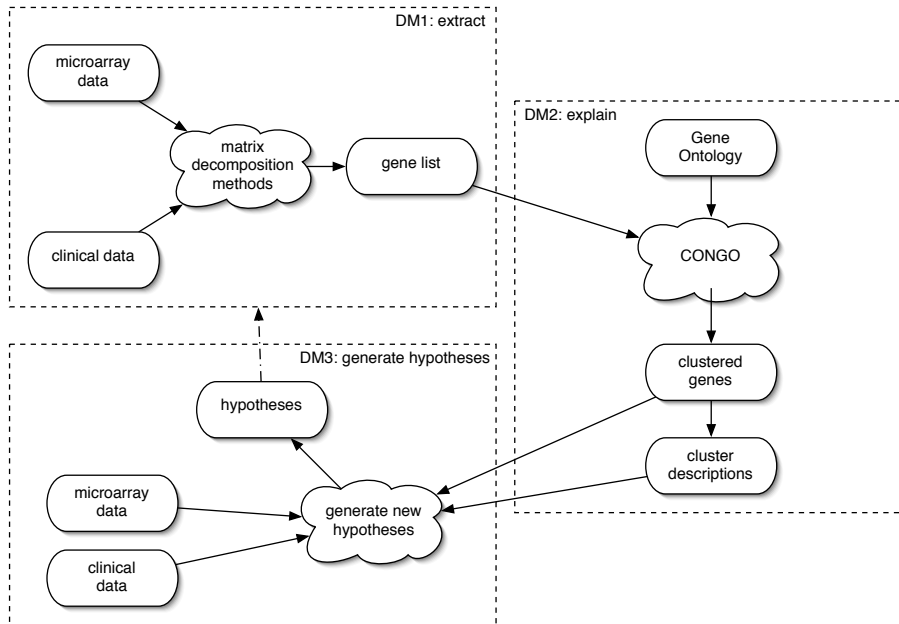 DM1: extract
microarray
data
matrix
decomposition
methods
gene list
clinical data
DM2: explain
Gene
Ontology
CONGO
clustered
genes
cluster
descriptions
DM3: generate hypotheses
hypotheses
microarray
data
generate new
hypotheses
clinical
data